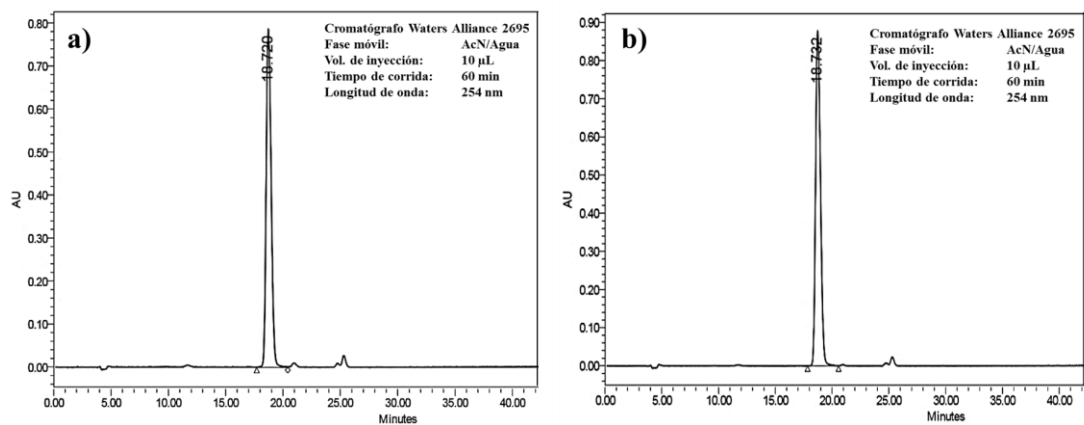 a)
Cromatógrafo Waters Alliance 2695
Fase móvil: AcN/Agua
Vol. de inyección: 10 µL
Tiempo de corrida: 60 min
Longitud de onda: 254 nm
18.720
AU
0.80
0.70
0.60
0.50
0.40
0.30
0.20
0.10
0.00
0.00 5.00 10.00 15.00 20.00 25.00 30.00 35.00 40.00
Minutes
b)
Cromatógrafo Waters Alliance 2695
Fase móvil: AcN/Agua
Vol. de inyección: 10 µL
Tiempo de corrida: 60 min
Longitud de onda: 254 nm
18.732
AU
0.90
0.80
0.70
0.60
0.50
0.40
0.30
0.20
0.10
0.00
0.00 5.00 10.00 15.00 20.00 25.00 30.00 35.00 40.00
Minutes